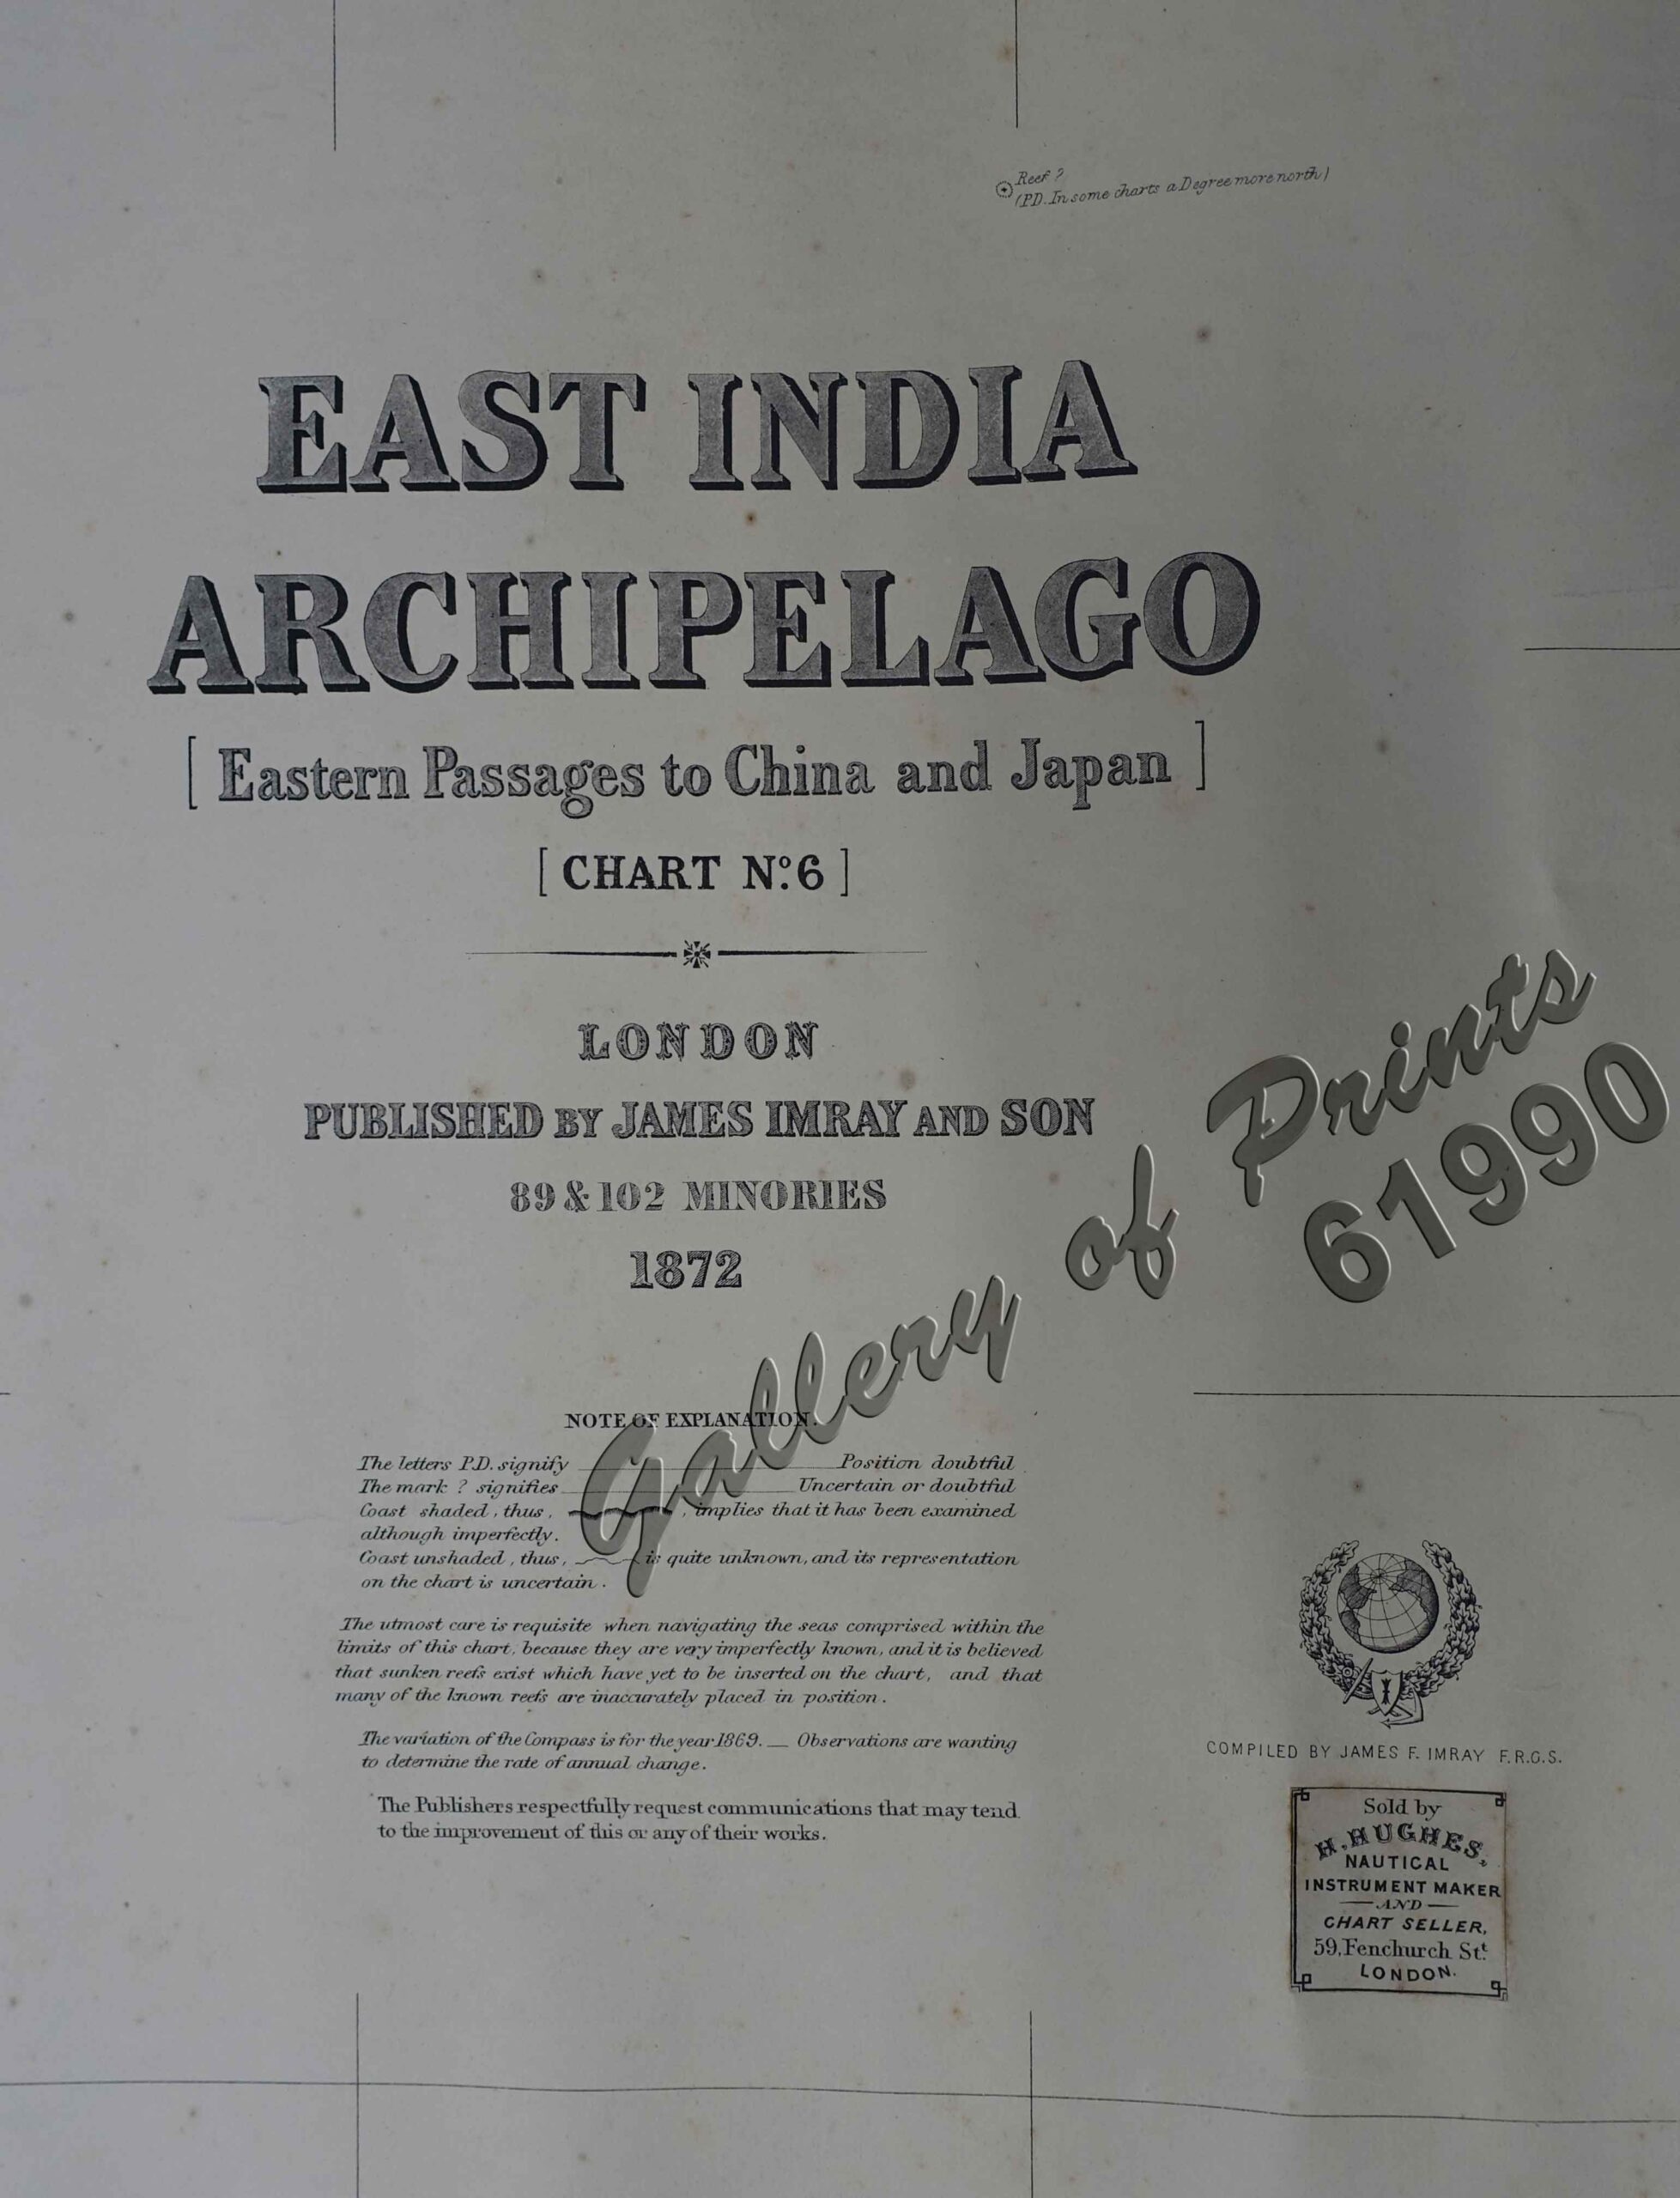 Reef ?
(PD. In some charts a Degree more north)
EAST INDIA
ARCHIPELAGO
[ Eastern Passages to China and Japan ]
[ CHART Nº. 6 ]
LONDON
PUBLISHED BY JAMES IMRAY AND SON
89 & 102 MINORIES
1872
Gallery of Prints
61990
NOTE OF EXPLANATION.
The letters P.D. signify Position doubtful
The mark ? signifies Uncertain or doubtful
Coast shaded, thus, , implies that it has been examined
although imperfectly.
Coast unshaded, thus, is quite unknown, and its representation
on the chart is uncertain.
The utmost care is requisite when navigating the seas comprised within the
limits of this chart, because they are very imperfectly known, and it is believed
that sunken reefs exist which have yet to be inserted on the chart, and that
many of the known reefs are inaccurately placed in position.
The variation of the Compass is for the year 1869. — Observations are wanting
to determine the rate of annual change.
The Publishers respectfully request communications that may tend
to the improvement of this or any of their works.
COMPILED BY JAMES F. IMRAY F.R.G.S.
Sold by
H. HUGHES,
NAUTICAL
INSTRUMENT MAKER
AND
CHART SELLER,
59, Fenchurch St.
LONDON.